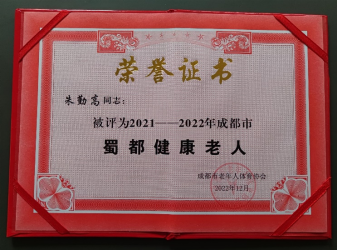 荣誉证书
朱勤嵩同志：
被评为2021——2022年成都市
蜀都健康老人
成都市老年人体育协会
2022年12月